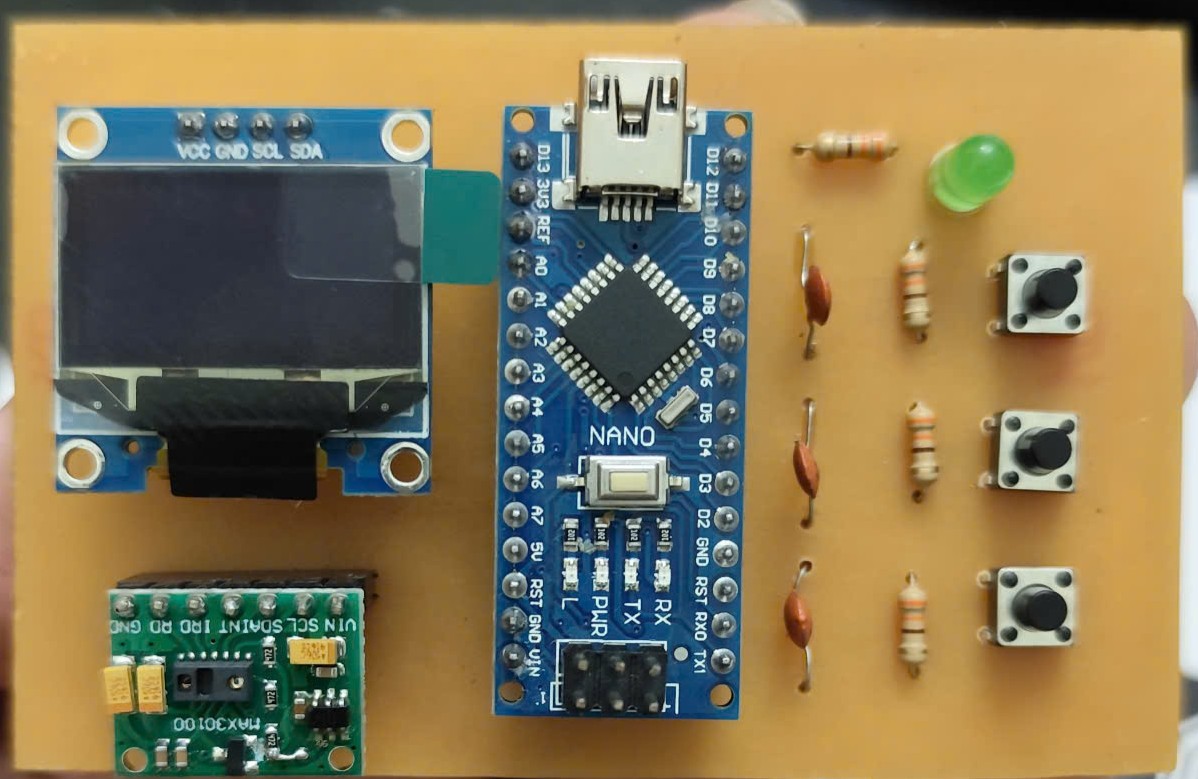 VCC GND SCL SDA
D13
3V3
REF
A0
A1
A2
A3
A4
A5
A6
A7
5V
RST
GND
VIN
D12
D11
D10
D9
D8
D7
D6
D5
D4
D3
D2
GND
RST
RX0
TX1
NANO
L
PWR
TX
RX
GND RD IRD INT SDA SCL VIN
MAX30100